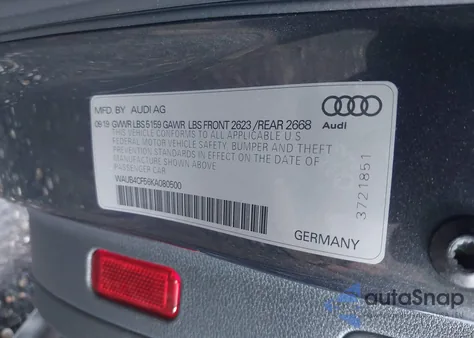 MFD. BY AUDI AG
09·19 GVWR LBS 5159 GAWR LBS FRONT 2623 /REAR 2668
THIS VEHICLE CONFORMS TO ALL APPLICABLE U S
FEDERAL MOTOR VEHICLE SAFETY, BUMPER AND THEFT
PREVENTION STANDARDS IN EFFECT ON THE DATE OF
MANUFACTURE SHOWN ABOVE
PASSENGER CAR
WAUB4CF56KA080500
Audi
3721851
GERMANY
autoSnap